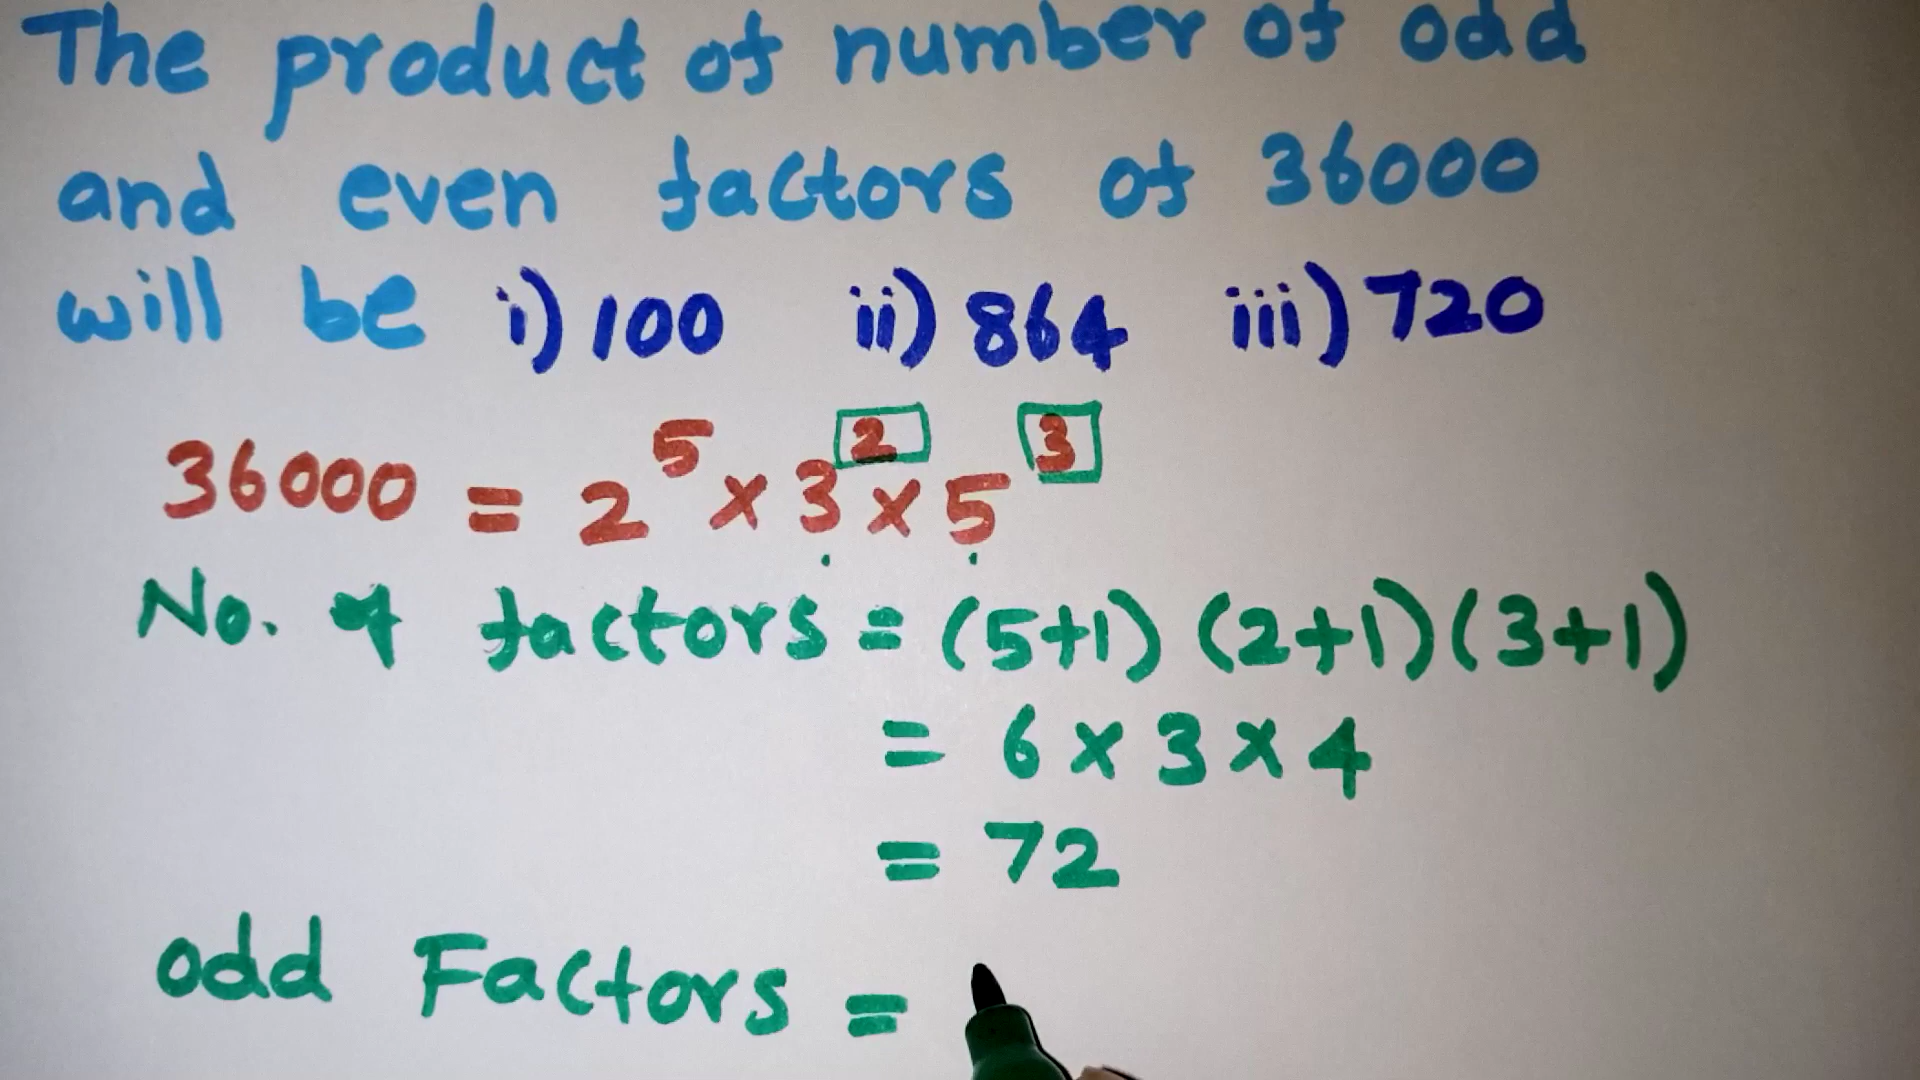 The product of number of odd
and even factors of 36000
will be i) 100 ii) 864 iii) 720
36000 = 2⁵ × 3² × 5³
No. of factors = (5+1) (2+1) (3+1)
= 6 × 3 × 4
= 72
odd Factors =